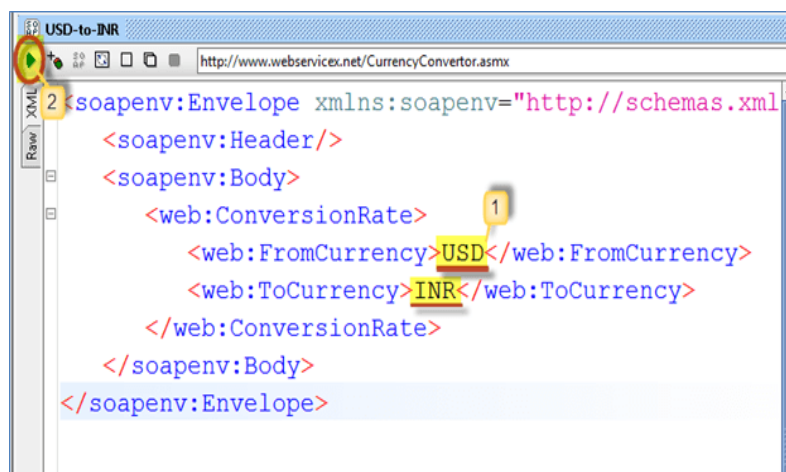 USD-to-INR
http://www.webservicex.net/CurrencyConvertor.asmx
XML
Raw
2
<soapenv:Envelope xmlns:soapenv="http://schemas.xml
<soapenv:Header/>
<soapenv:Body>
<web:ConversionRate>
1
<web:FromCurrency>USD</web:FromCurrency>
<web:ToCurrency>INR</web:ToCurrency>
</web:ConversionRate>
</soapenv:Body>
</soapenv:Envelope>